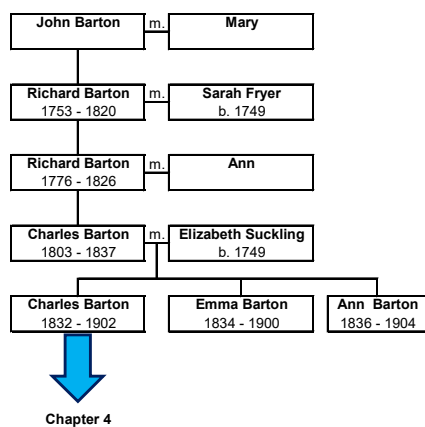 John Barton m. Mary
Richard Barton m. Sarah Fryer
1753 - 1820 b. 1749
Richard Barton m. Ann
1776 - 1826
Charles Barton m. Elizabeth Suckling
1803 - 1837 b. 1749
Charles Barton Emma Barton Ann Barton
1832 - 1902 1834 - 1900 1836 - 1904
Chapter 4